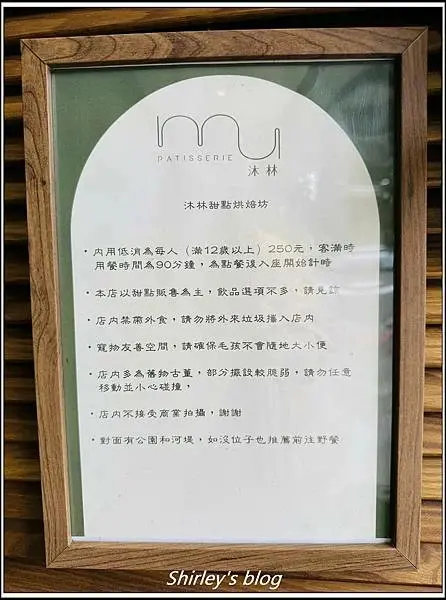 mu
PATISSERIE
沐林
沐林甜點烘焙坊
・內用低消為每人（滿12歲以上）250元，客滿時
用餐時間為90分鐘，為點餐後入座開始計時
・本店以甜點販售為主，飲品選項不多，請見諒
・店內禁帶外食，請勿將外來垃圾攜入店內
・寵物友善空間，請確保毛孩不會隨地大小便
・店內多為舊物古董，部分擺設較脆弱，請勿任意
移動並小心碰撞，
・店內不接受商業拍攝，謝謝
・對面有公園和河堤，如沒位子也推薦前往野餐
Shirley's blog